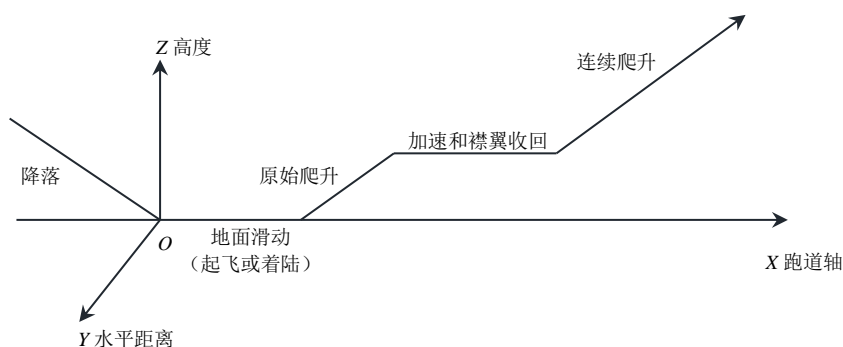 Z 高度
连续爬升
加速和襟翼收回
降落
原始爬升
O
地面滑动
（起飞或着陆）
X 跑道轴
Y 水平距离